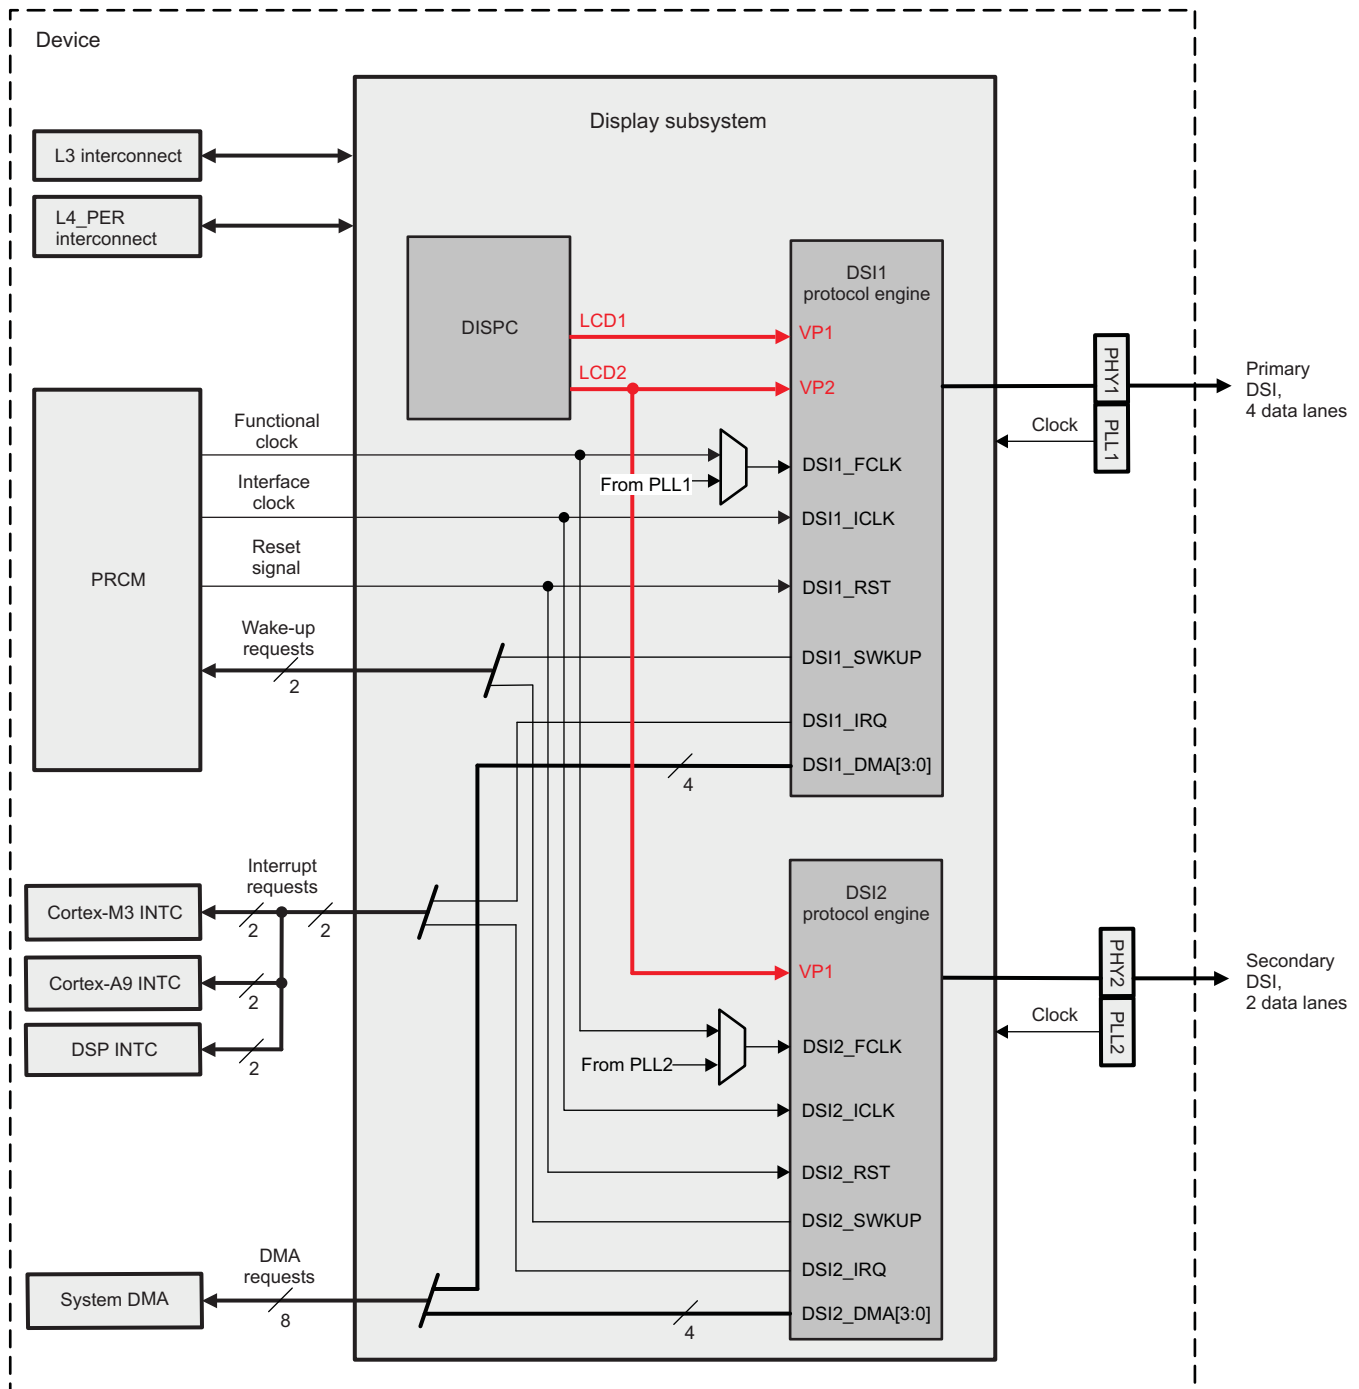 Device
Display subsystem
L3 interconnect
L4_PER
interconnect
DISPC
LCD1
LCD2
DSI1
protocol engine
VP1
VP2
DSI1_FCLK
DSI1_ICLK
DSI1_RST
DSI1_SWKUP
DSI1_IRQ
DSI1_DMA[3:0]
4
PHY1
PLL1
Clock
Primary
DSI,
4 data lanes
PRCM
Functional
clock
From PLL1
Interface
clock
Reset
signal
Wake-up
requests
2
Interrupt
requests
Cortex-M3 INTC
2
2
Cortex-A9 INTC
2
DSP INTC
2
DSI2
protocol engine
VP1
DSI2_FCLK
From PLL2
DSI2_ICLK
DSI2_RST
DSI2_SWKUP
DSI2_IRQ
DSI2_DMA[3:0]
4
PHY2
PLL2
Clock
Secondary
DSI,
2 data lanes
DMA
requests
System DMA
8